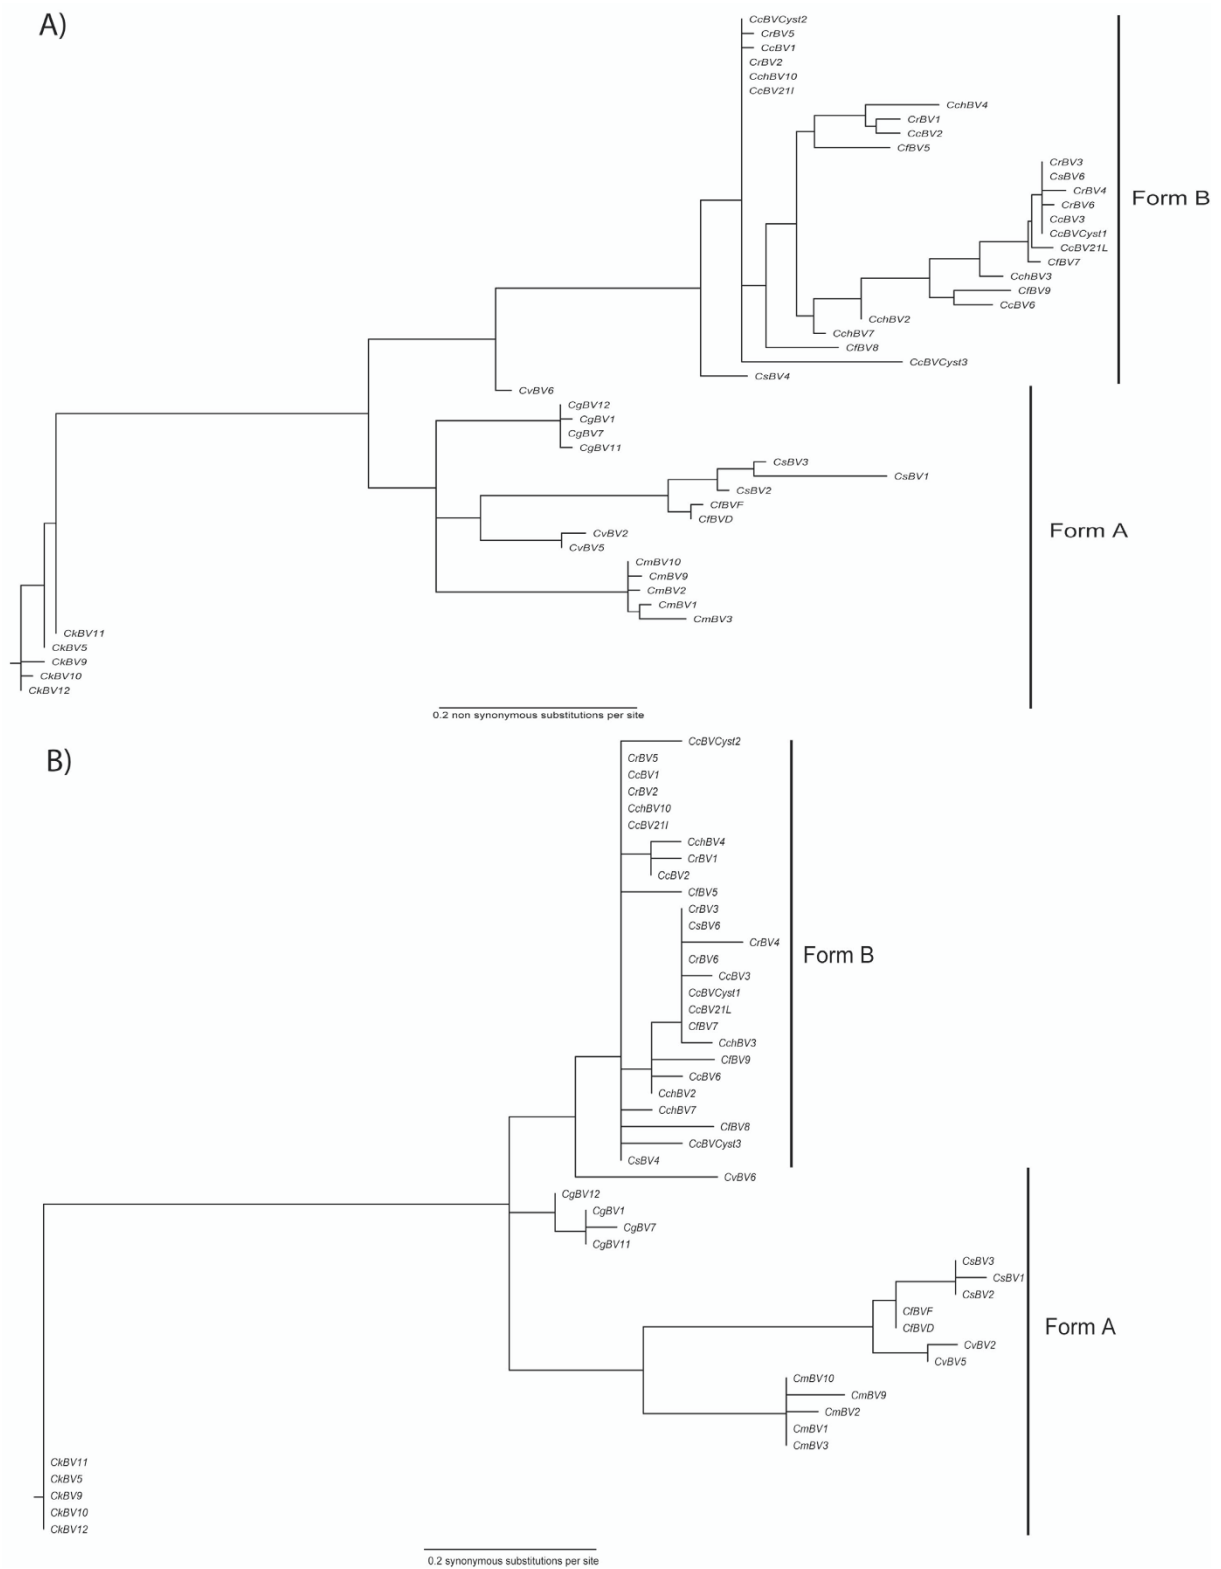 A)
CcBVCyst2
CrBV5
CcBV1
CrBV2
CchBV10
CcBV21I
CchBV4
CrBV1
CcBV2
CfBV5
CrBV3
CsBV6
CrBV4
CrBV6
CcBV3
CcBVCyst1
CcBV21L
CfBV7
CchBV3
CfBV9
CcBV6
CchBV2
CchBV7
CfBV8
CcBVCyst3
CsBV4
Form B
CvBV6
CgBV12
CgBV1
CgBV7
CgBV11
CsBV3
CsBV1
CsBV2
CfBVF
CfBVD
CvBV2
CvBV5
CmBV10
CmBV9
CmBV2
CmBV1
CmBV3
Form A
CkBV11
CkBV5
CkBV9
CkBV10
CkBV12
0.2 non synonymous substitutions per site
B)
CcBVCyst2
CrBV5
CcBV1
CrBV2
CchBV10
CcBV21I
CchBV4
CrBV1
CcBV2
CfBV5
CrBV3
CsBV6
CrBV4
CrBV6
CcBV3
CcBVCyst1
CcBV21L
CfBV7
CchBV3
CfBV9
CcBV6
CchBV2
CchBV7
CfBV8
CcBVCyst3
CsBV4
Form B
CvBV6
CgBV12
CgBV1
CgBV7
CgBV11
CsBV3
CsBV1
CsBV2
CfBVF
CfBVD
CvBV2
CvBV5
CmBV10
CmBV9
CmBV2
CmBV1
CmBV3
Form A
CkBV11
CkBV5
CkBV9
CkBV10
CkBV12
0.2 synonymous substitutions per site